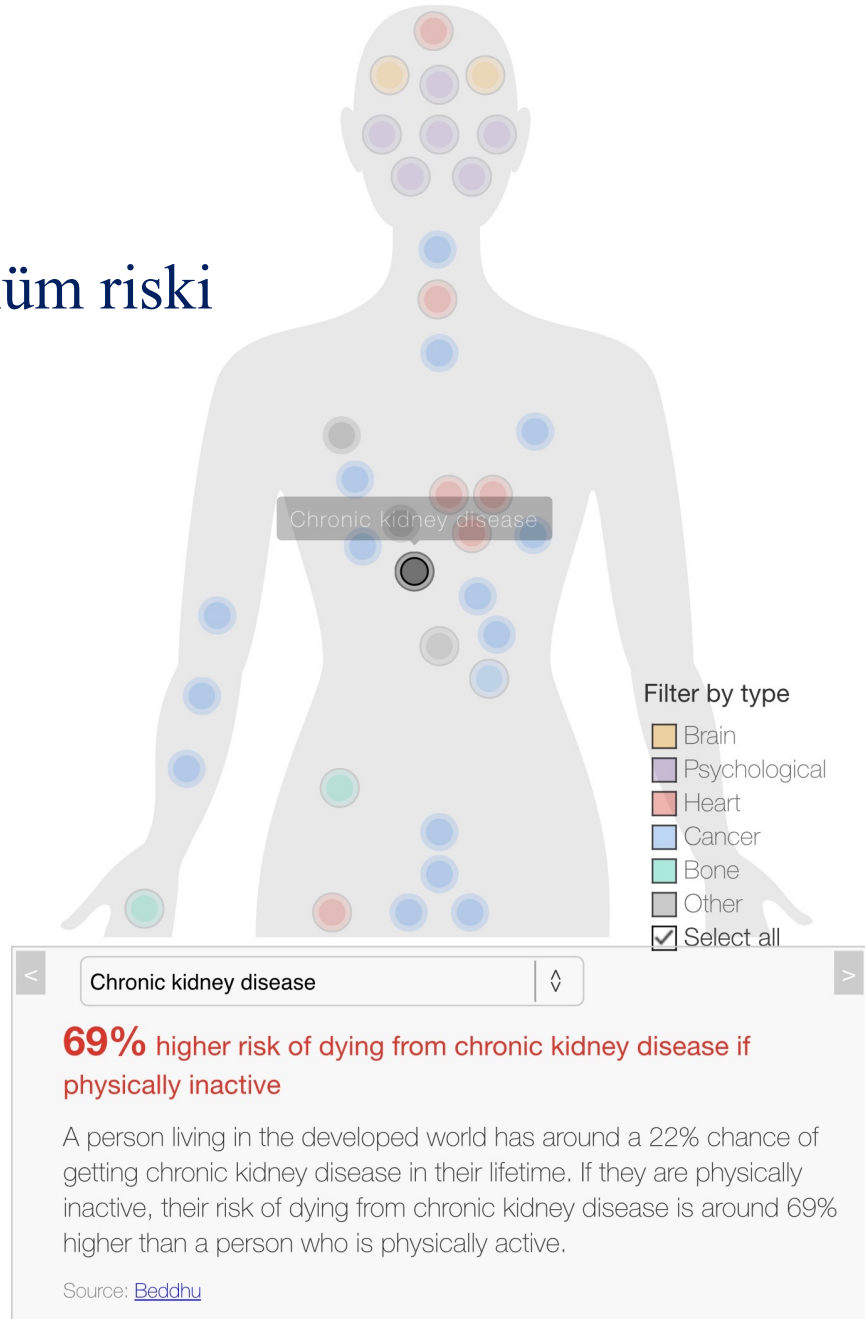 riski
Chronic kidney disease
Filter by type
Brain
Psychological
Heart
Cancer
Bone
Other
Select all
<
Chronic kidney disease
>
69% higher risk of dying from chronic kidney disease if
physically inactive
A person living in the developed world has around a 22% chance of
getting chronic kidney disease in their lifetime. If they are physically
inactive, their risk of dying from chronic kidney disease is around 69%
higher than a person who is physically active.
Source: Beddhu